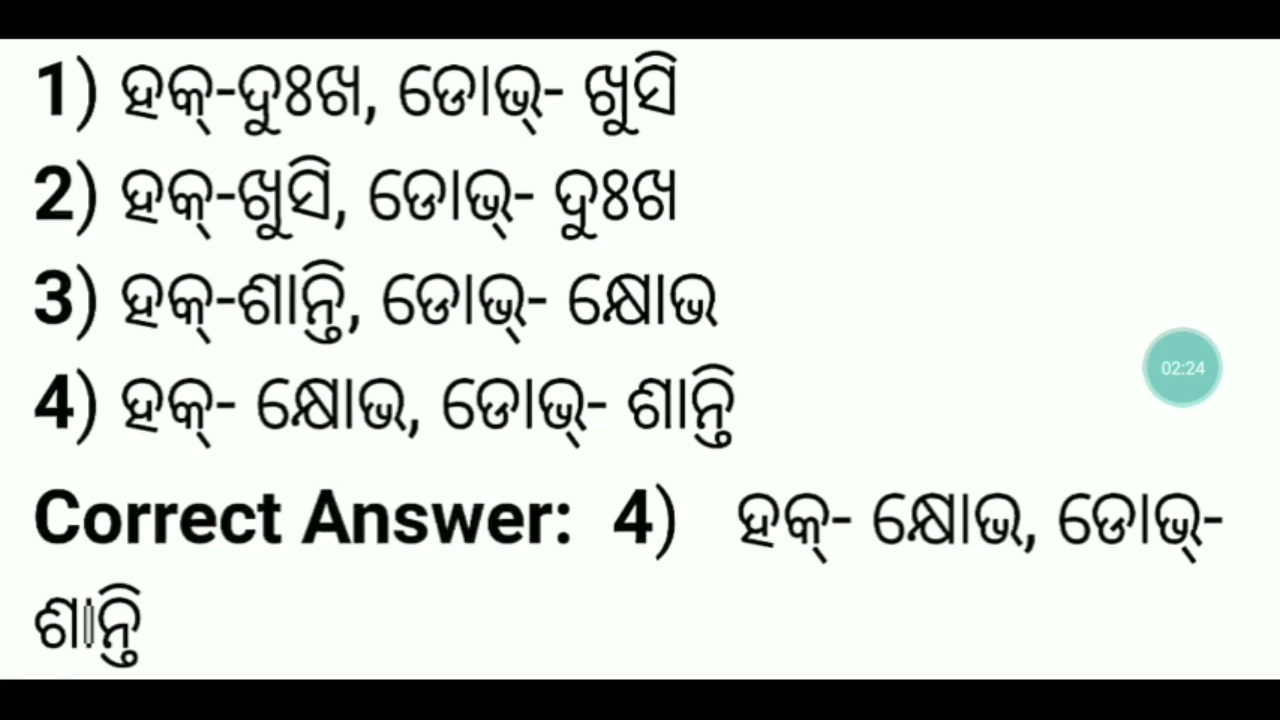 1) ହକ୍-ଦୁଃଖ, ଡୋଭ୍- ଖୁସି
2) ହକ୍-ଖୁସି, ଡୋଭ୍- ଦୁଃଖ
3) ହକ୍-ଶାନ୍ତି, ଡୋଭ୍- କ୍ଷୋଭ
02:24
4) ହକ୍- କ୍ଷୋଭ, ଡୋଭ୍- ଶାନ୍ତି
Correct Answer: 4) ହକ୍- କ୍ଷୋଭ, ଡୋଭ୍-
ଶାନ୍ତି